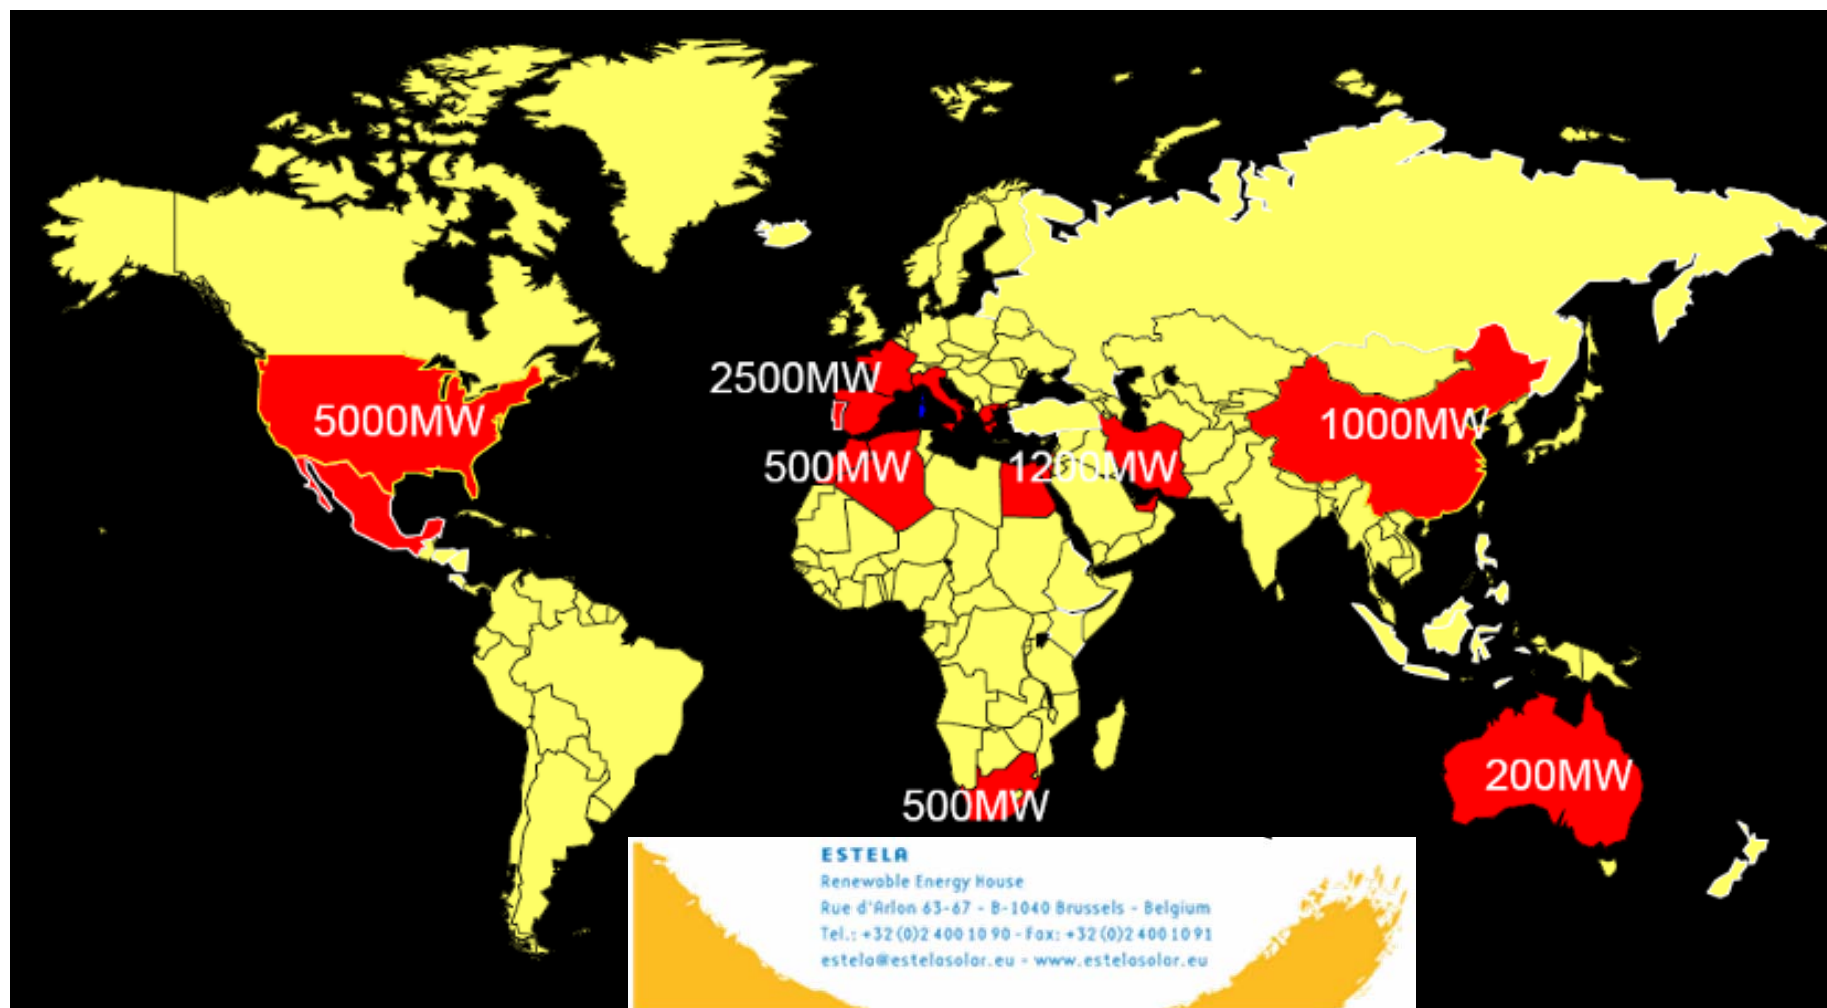 2500MW
5000MW
1000MW
500MW
1200MW
200MW
500MW
ESTELA
Renewable Energy House
Rue d'Arlon 63-67 - B-1040 Brussels - Belgium
Tel.: +32 (0)2 400 10 90 - Fax: +32 (0)2 400 10 91
estela@estelasolar.eu - www.estelasolar.eu